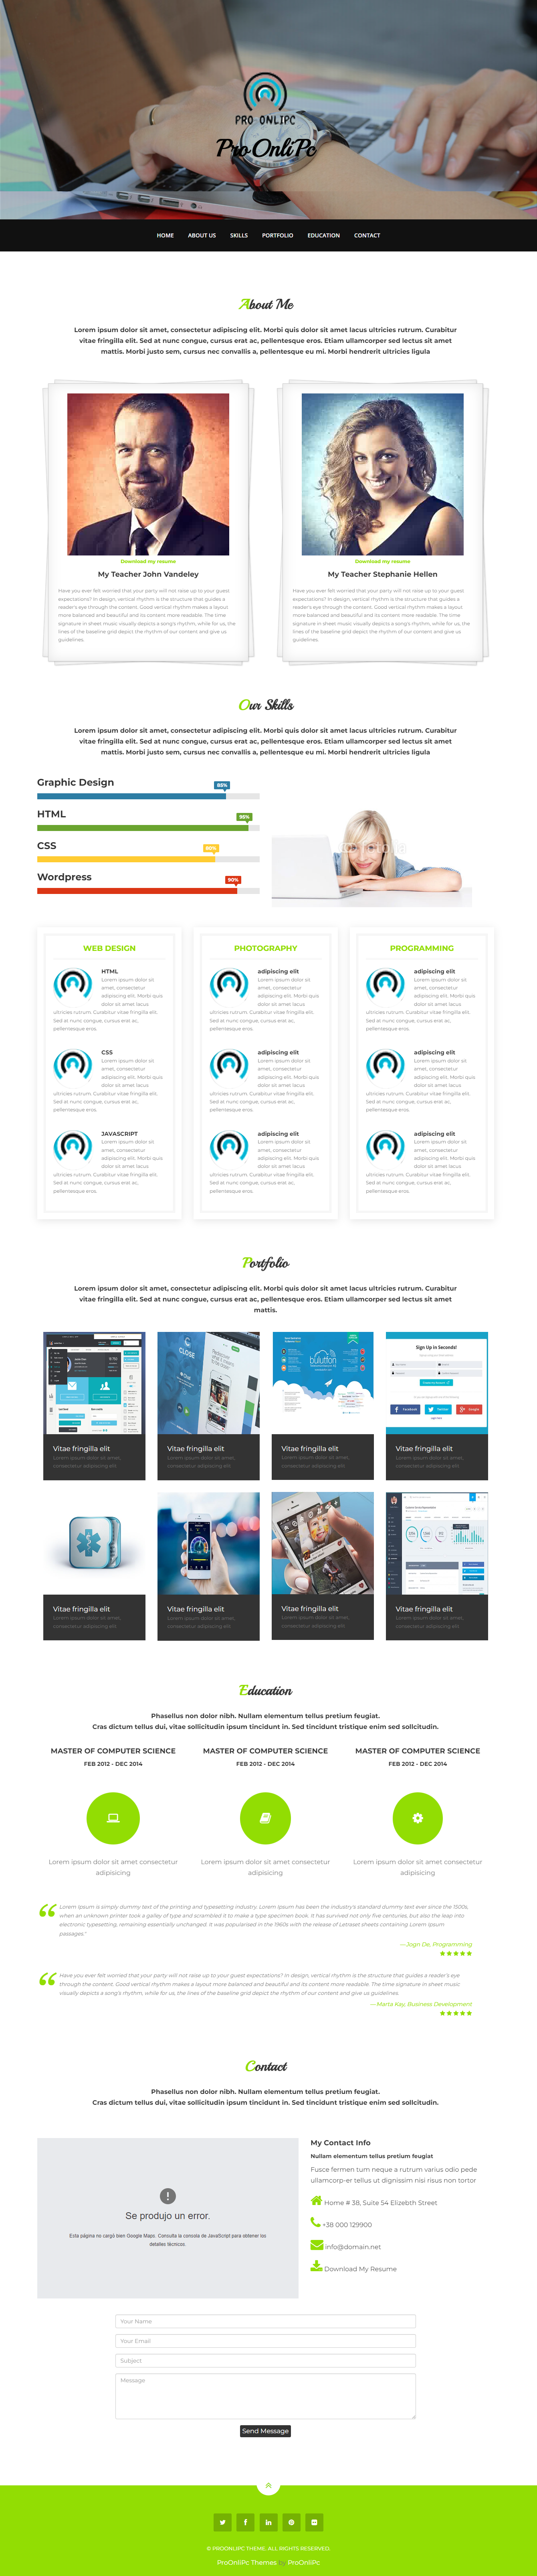 PRO ONLIPC
ProOnliPc
HOME ABOUT US SKILLS PORTFOLIO EDUCATION CONTACT
About Me
Lorem ipsum dolor sit amet, consectetur adipiscing elit. Morbi quis dolor sit amet lacus ultricies rutrum. Curabitur
vitae fringilla elit. Sed at nunc congue, cursus erat ac, pellentesque eros. Etiam ullamcorper sed lectus sit amet
mattis. Morbi justo sem, cursus nec convallis a, pellentesque eu mi. Morbi hendrerit ultricies ligula
Download my resume
My Teacher John Vandeley
Have you ever felt worried that your party will not raise up to your guest
expectations? In design, vertical rhythm is the structure that guides a
reader's eye through the content. Good vertical rhythm makes a layout
more balanced and beautiful and its content more readable. The time
signature in sheet music visually depicts a song's rhythm, while for us, the
lines of the baseline grid depict the rhythm of our content and give us
guidelines.
Download my resume
My Teacher Stephanie Hellen
Have you ever felt worried that your party will not raise up to your guest
expectations? In design, vertical rhythm is the structure that guides a
reader's eye through the content. Good vertical rhythm makes a layout
more balanced and beautiful and its content more readable. The time
signature in sheet music visually depicts a song's rhythm, while for us, the
lines of the baseline grid depict the rhythm of our content and give us
guidelines.
Our Skills
Lorem ipsum dolor sit amet, consectetur adipiscing elit. Morbi quis dolor sit amet lacus ultricies rutrum. Curabitur
vitae fringilla elit. Sed at nunc congue, cursus erat ac, pellentesque eros. Etiam ullamcorper sed lectus sit amet
mattis. Morbi justo sem, cursus nec convallis a, pellentesque eu mi. Morbi hendrerit ultricies ligula
Graphic Design
85%
HTML
95%
CSS
80%
Wordpress
90%
WEB DESIGN
HTML
Lorem ipsum dolor sit
amet, consectetur
adipiscing elit. Morbi quis
dolor sit amet lacus
ultricies rutrum. Curabitur vitae fringilla elit.
Sed at nunc congue, cursus erat ac,
pellentesque eros.
CSS
Lorem ipsum dolor sit
amet, consectetur
adipiscing elit. Morbi quis
dolor sit amet lacus
ultricies rutrum. Curabitur vitae fringilla elit.
Sed at nunc congue, cursus erat ac,
pellentesque eros.
JAVASCRIPT
Lorem ipsum dolor sit
amet, consectetur
adipiscing elit. Morbi quis
dolor sit amet lacus
ultricies rutrum. Curabitur vitae fringilla elit.
Sed at nunc congue, cursus erat ac,
pellentesque eros.
PHOTOGRAPHY
adipiscing elit
Lorem ipsum dolor sit
amet, consectetur
adipiscing elit. Morbi quis
dolor sit amet lacus
ultricies rutrum. Curabitur vitae fringilla elit.
Sed at nunc congue, cursus erat ac,
pellentesque eros.
adipiscing elit
Lorem ipsum dolor sit
amet, consectetur
adipiscing elit. Morbi quis
dolor sit amet lacus
ultricies rutrum. Curabitur vitae fringilla elit.
Sed at nunc congue, cursus erat ac,
pellentesque eros.
adipiscing elit
Lorem ipsum dolor sit
amet, consectetur
adipiscing elit. Morbi quis
dolor sit amet lacus
ultricies rutrum. Curabitur vitae fringilla elit.
Sed at nunc congue, cursus erat ac,
pellentesque eros.
PROGRAMMING
adipiscing elit
Lorem ipsum dolor sit
amet, consectetur
adipiscing elit. Morbi quis
dolor sit amet lacus
ultricies rutrum. Curabitur vitae fringilla elit.
Sed at nunc congue, cursus erat ac,
pellentesque eros.
adipiscing elit
Lorem ipsum dolor sit
amet, consectetur
adipiscing elit. Morbi quis
dolor sit amet lacus
ultricies rutrum. Curabitur vitae fringilla elit.
Sed at nunc congue, cursus erat ac,
pellentesque eros.
adipiscing elit
Lorem ipsum dolor sit
amet, consectetur
adipiscing elit. Morbi quis
dolor sit amet lacus
ultricies rutrum. Curabitur vitae fringilla elit.
Sed at nunc congue, cursus erat ac,
pellentesque eros.
Portfolio
Lorem ipsum dolor sit amet, consectetur adipiscing elit. Morbi quis dolor sit amet lacus ultricies rutrum. Curabitur
vitae fringilla elit. Sed at nunc congue, cursus erat ac, pellentesque eros. Etiam ullamcorper sed lectus sit amet
mattis.
CLOSE
bulutfon
Sign Up in Seconds!
Facebook Twitter Google
Vitae fringilla elit
Lorem ipsum dolor sit amet,
consectetur adipisicing elit
Vitae fringilla elit
Lorem ipsum dolor sit amet,
consectetur adipisicing elit
Vitae fringilla elit
Lorem ipsum dolor sit amet,
consectetur adipisicing elit
Vitae fringilla elit
Lorem ipsum dolor sit amet,
consectetur adipisicing elit
Vitae fringilla elit
Lorem ipsum dolor sit amet,
consectetur adipisicing elit
Vitae fringilla elit
Lorem ipsum dolor sit amet,
consectetur adipisicing elit
Vitae fringilla elit
Lorem ipsum dolor sit amet,
consectetur adipisicing elit
Vitae fringilla elit
Lorem ipsum dolor sit amet,
consectetur adipisicing elit
Education
Phasellus non dolor nibh. Nullam elementum tellus pretium feugiat.
Cras dictum tellus dui, vitae sollicitudin ipsum tincidunt in. Sed tincidunt tristique enim sed sollcitudin.
MASTER OF COMPUTER SCIENCE
FEB 2012 - DEC 2014
Lorem ipsum dolor sit amet consectetur
adipisicing
MASTER OF COMPUTER SCIENCE
FEB 2012 - DEC 2014
Lorem ipsum dolor sit amet consectetur
adipisicing
MASTER OF COMPUTER SCIENCE
FEB 2012 - DEC 2014
Lorem ipsum dolor sit amet consectetur
adipisicing
Lorem Ipsum is simply dummy text of the printing and typesetting industry. Lorem Ipsum has been the industry's standard dummy text ever since the 1500s,
when an unknown printer took a galley of type and scrambled it to make a type specimen book. It has survived not only five centuries, but also the leap into
electronic typesetting, remaining essentially unchanged. It was popularised in the 1960s with the release of Letraset sheets containing Lorem Ipsum
passages."
— Jogn De, Programming
Have you ever felt worried that your party will not raise up to your guest expectations? In design, vertical rhythm is the structure that guides a reader's eye
through the content. Good vertical rhythm makes a layout more balanced and beautiful and its content more readable. The time signature in sheet music
visually depicts a song's rhythm, while for us, the lines of the baseline grid depict the rhythm of our content and give us guidelines.
— Marta Kay, Business Development
Contact
Phasellus non dolor nibh. Nullam elementum tellus pretium feugiat.
Cras dictum tellus dui, vitae sollicitudin ipsum tincidunt in. Sed tincidunt tristique enim sed sollcitudin.
Se produjo un error.
Esta página no cargó bien Google Maps. Consulta la consola de JavaScript para obtener los
detalles técnicos.
My Contact Info
Nullam elementum tellus pretium feugiat
Fusce fermen tum neque a rutrum varius odio pede
ullamcorp-er tellus ut dignissim nisi risus non tortor
Home # 38, Suite 54 Elizebth Street
+38 000 129900
info@domain.net
Download My Resume
Your Name
Your Email
Subject
Message
Send Message
© PROONLIPC THEME. ALL RIGHTS RESERVED.
ProOnliPc Themes by ProOnliPc